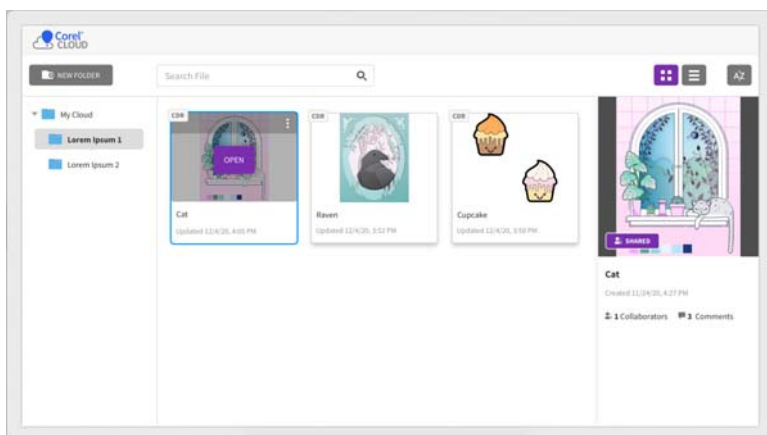 Corel
CLOUD
NEW FOLDER
Search File
AZ
My Cloud
Lorem Ipsum 1
Lorem Ipsum 2
CDR
OPEN
Cat
Updated 12/4/20, 4:01 PM
CDR
Raven
Updated 12/4/20, 3:52 PM
CDR
Cupcake
Updated 12/4/20, 3:50 PM
SHARED
Cat
Created 11/24/20, 4:27 PM
1 Collaborators
3 Comments